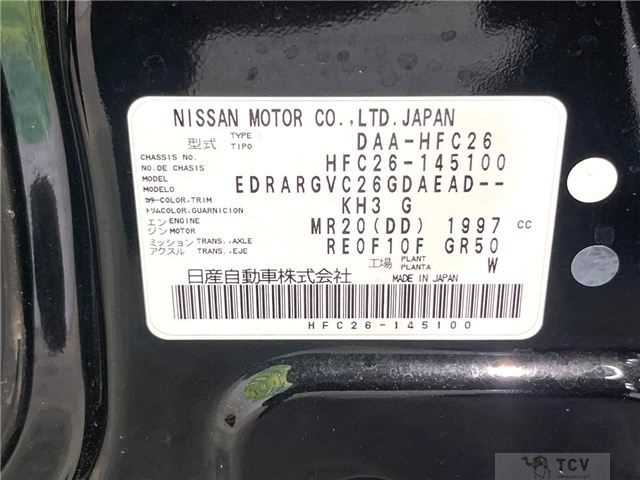 NISSAN MOTOR CO.,LTD.JAPAN
型式 TYPE TIPO DAA-HFC26
CHASSIS NO. NO.DE CHASIS HFC26-145100
MODEL MODELO EDRARGVC26GDAEAD--
カラー-COLOR,TRIM トリムCOLOR,GUARNICION KH3 G
エンジン ENGINE MOTOR MR20(DD) 1997 CC
ミッション TRANS.,AXLE アクスル TRANS.,EJE RE0F10F GR50
工場 PLANT PLANTA W
日産自動車株式会社 MADE IN JAPAN
HFC26-145100
TCV